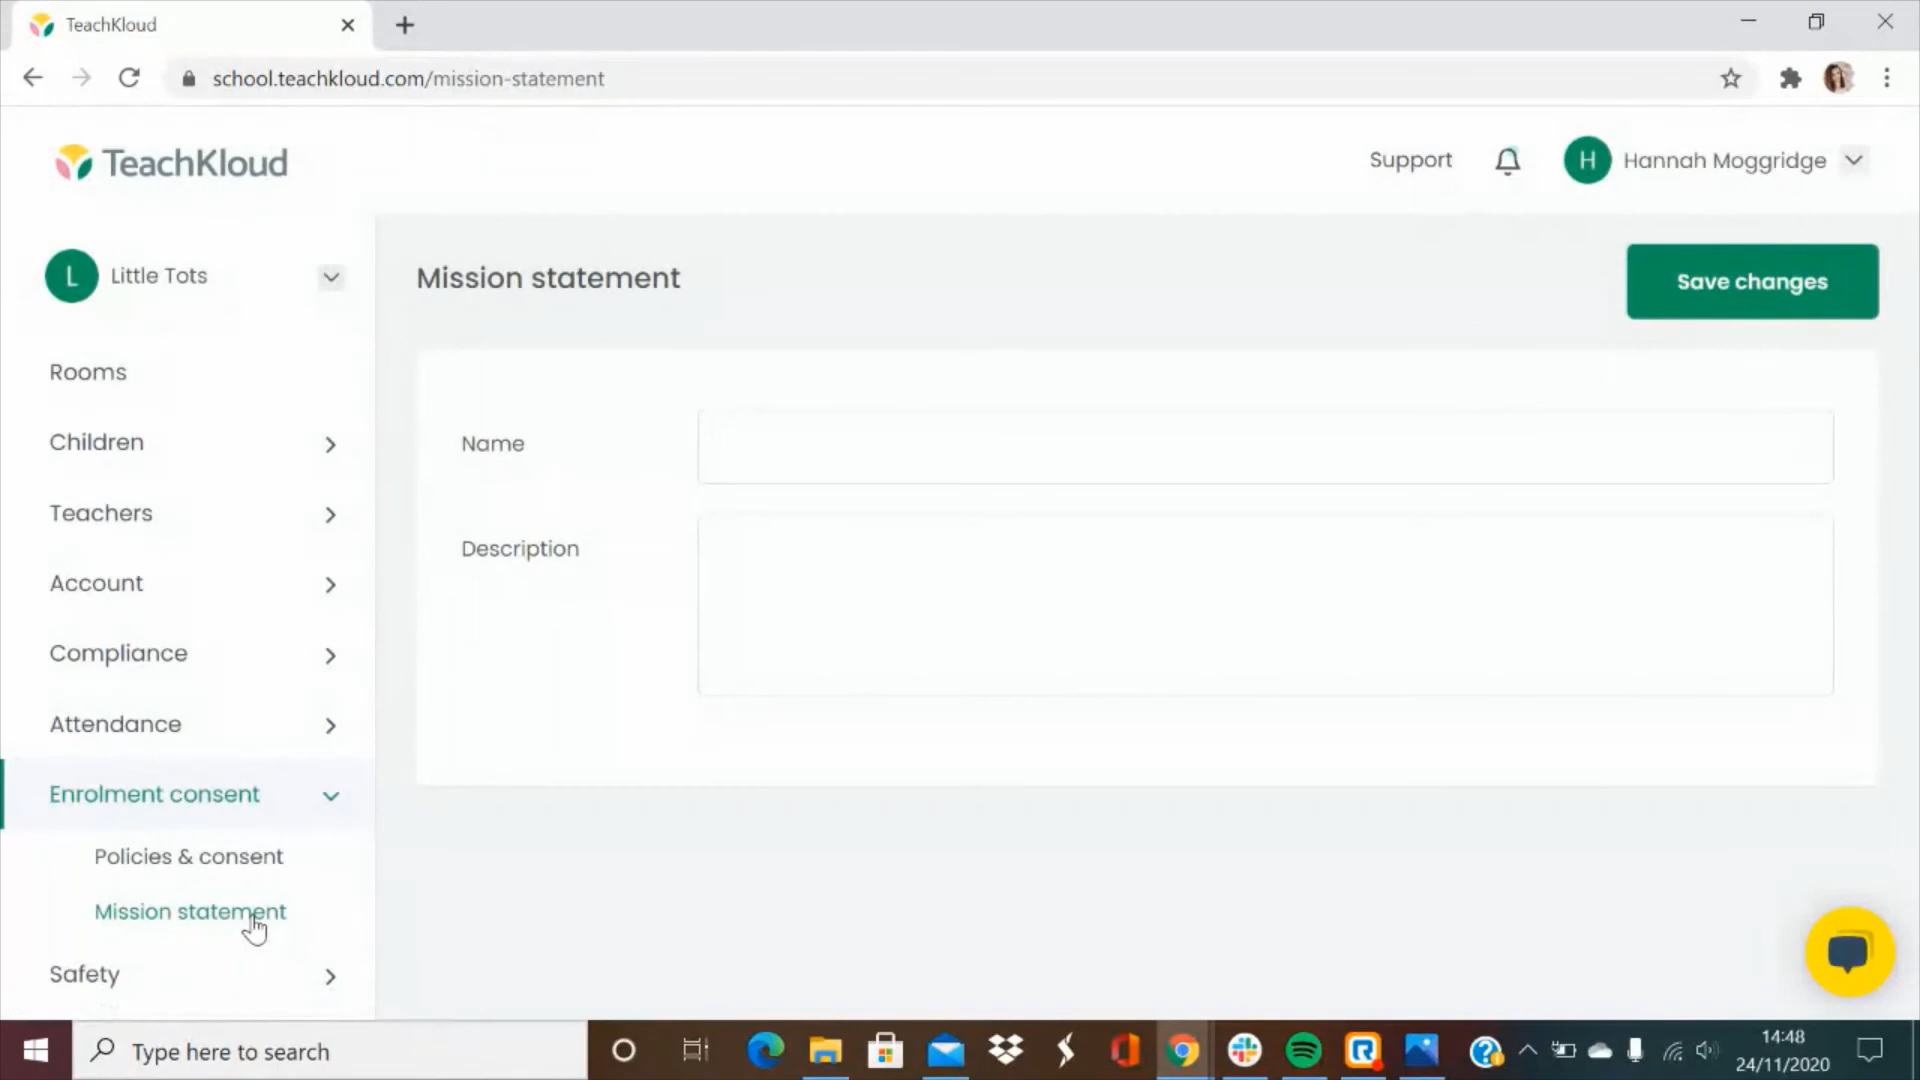 TeachKloud
school.teachkloud.com/mission-statement
TeachKloud
Support
H
Hannah Moggridge
L
Little Tots
Mission statement
Save changes
Rooms
Children
Teachers
Account
Compliance
Attendance
Enrolment consent
Policies & consent
Mission statement
Safety
Name
Description
Type here to search
14:48
24/11/2020